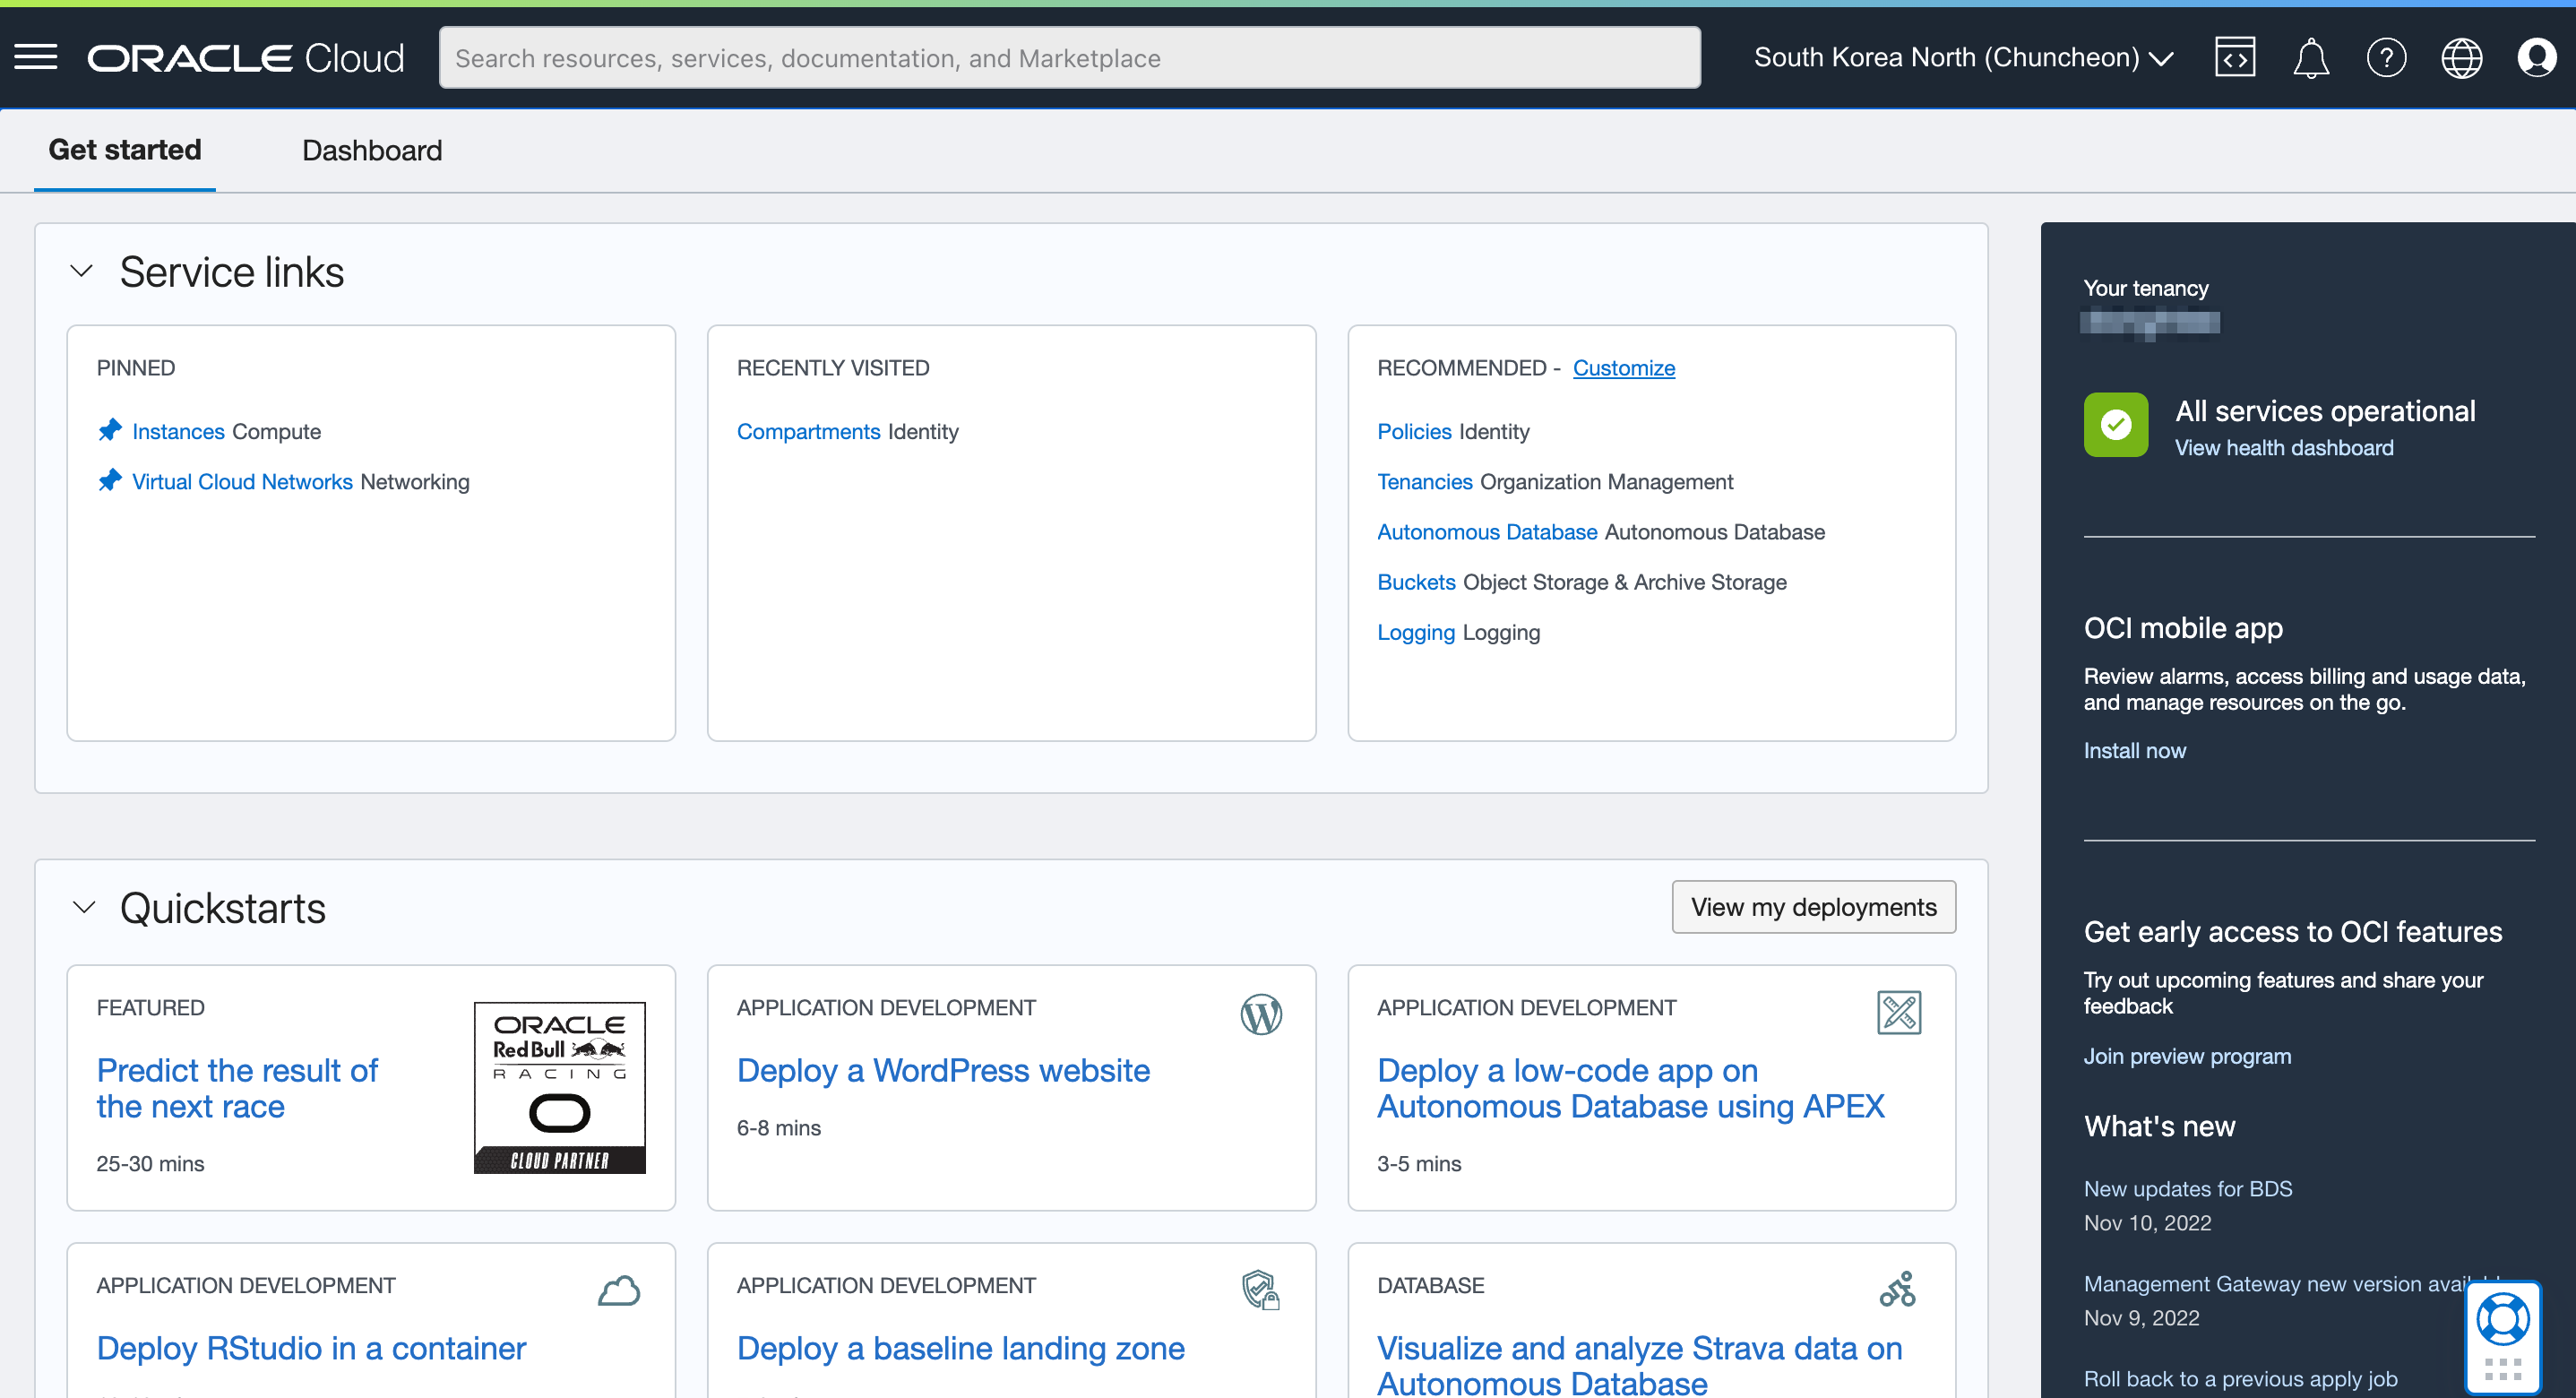 ORACLE Cloud
Search resources, services, documentation, and Marketplace
South Korea North (Chuncheon)
Get started
Dashboard
Service links
PINNED
Instances Compute
Virtual Cloud Networks Networking
RECENTLY VISITED
Compartments Identity
RECOMMENDED - Customize
Policies Identity
Tenancies Organization Management
Autonomous Database Autonomous Database
Buckets Object Storage & Archive Storage
Logging Logging
Quickstarts
View my deployments
FEATURED
Predict the result of
the next race
25-30 mins
ORACLE
Red Bull
RACING
CLOUD PARTNER
APPLICATION DEVELOPMENT
Deploy a WordPress website
6-8 mins
APPLICATION DEVELOPMENT
Deploy a low-code app on
Autonomous Database using APEX
3-5 mins
APPLICATION DEVELOPMENT
Deploy RStudio in a container
APPLICATION DEVELOPMENT
Deploy a baseline landing zone
DATABASE
Visualize and analyze Strava data on
Autonomous Database
Your tenancy
All services operational
View health dashboard
OCI mobile app
Review alarms, access billing and usage data,
and manage resources on the go.
Install now
Get early access to OCI features
Try out upcoming features and share your
feedback
Join preview program
What's new
New updates for BDS
Nov 10, 2022
Management Gateway new version
Nov 9, 2022
Roll back to a previous apply job